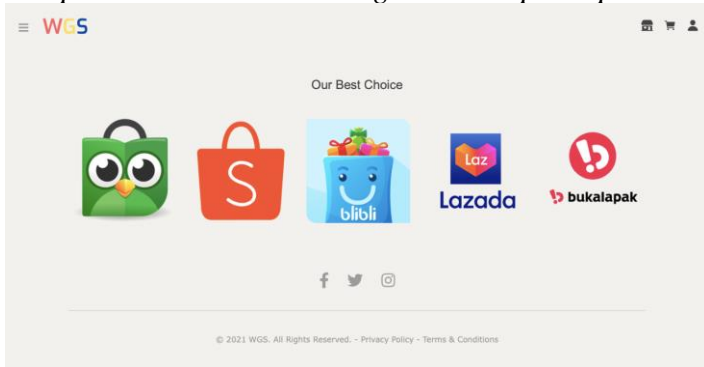 WGS
Our Best Choice
S
blibli
Laz
Lazada
bukalapak
© 2021 WGS. All Rights Reserved. - Privacy Policy - Terms & Conditions